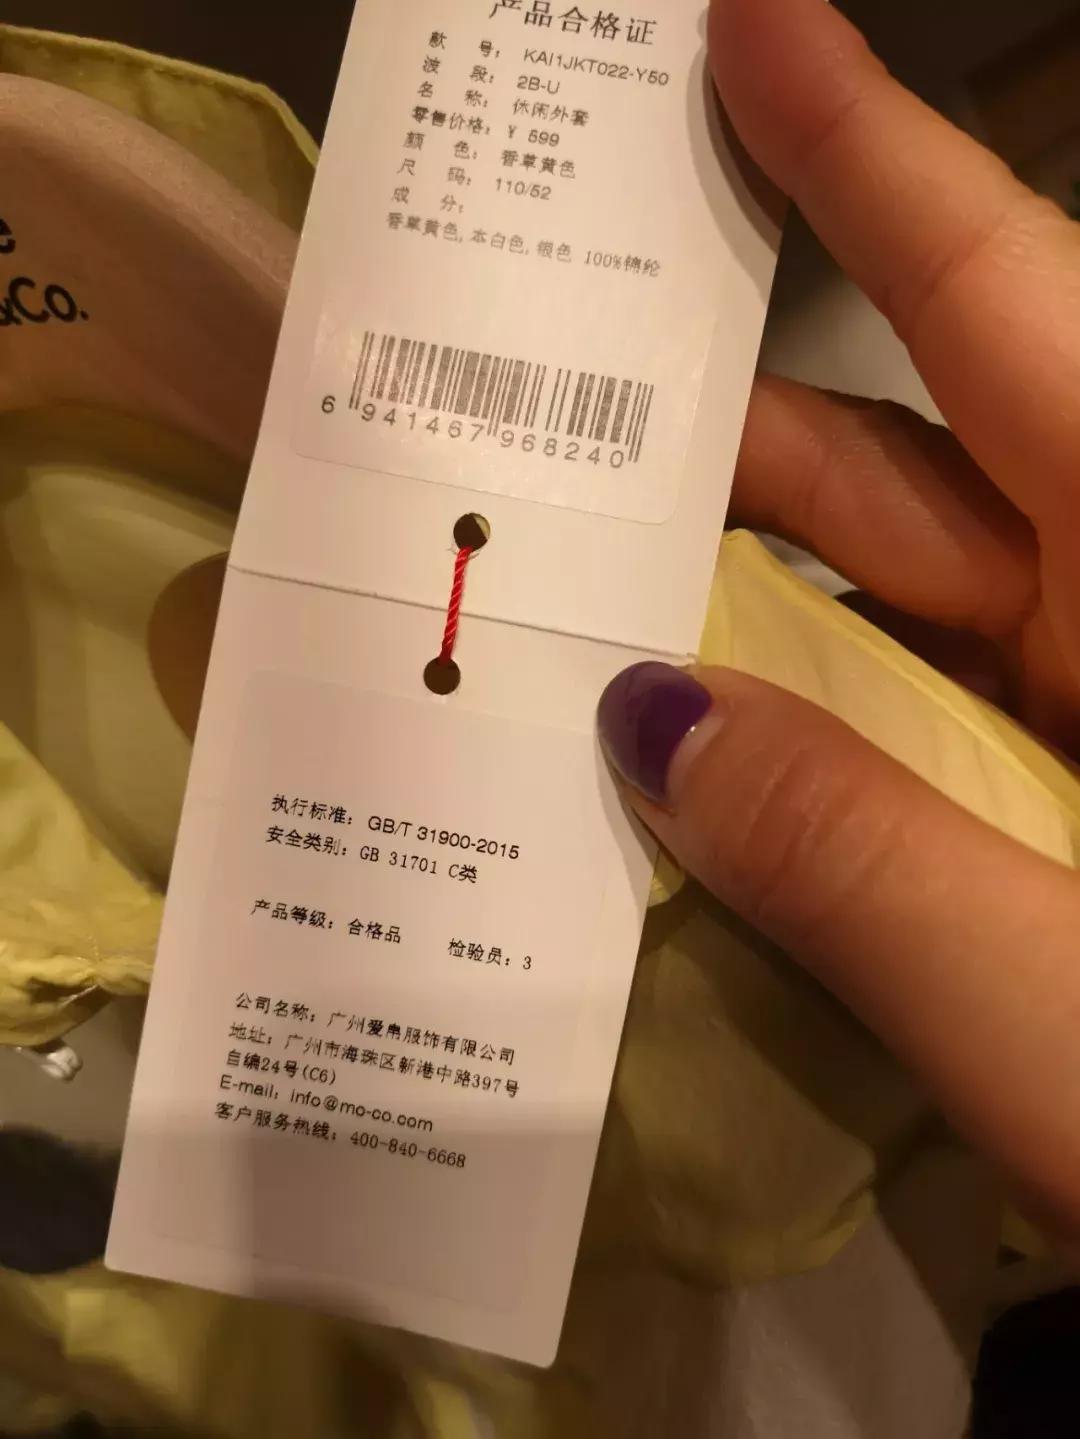 产品合格证
款号：KAI1JKT022-Y50
波段：2B-U
名称：休闲外套
零售价格：￥599
颜色：香草黄色
尺码：110/52
成分：
香草黄色,本白色,银色 100%锦纶
&Co.
6 941467 968240
执行标准：GB/T 31900-2015
安全类别：GB 31701 C类
产品等级：合格品 检验员：3
公司名称：广州爱帛服饰有限公司
地址：广州市海珠区新港中路397号
自编24号(C6)
E-mail：info@mo-co.com
客户服务热线：400-840-6668